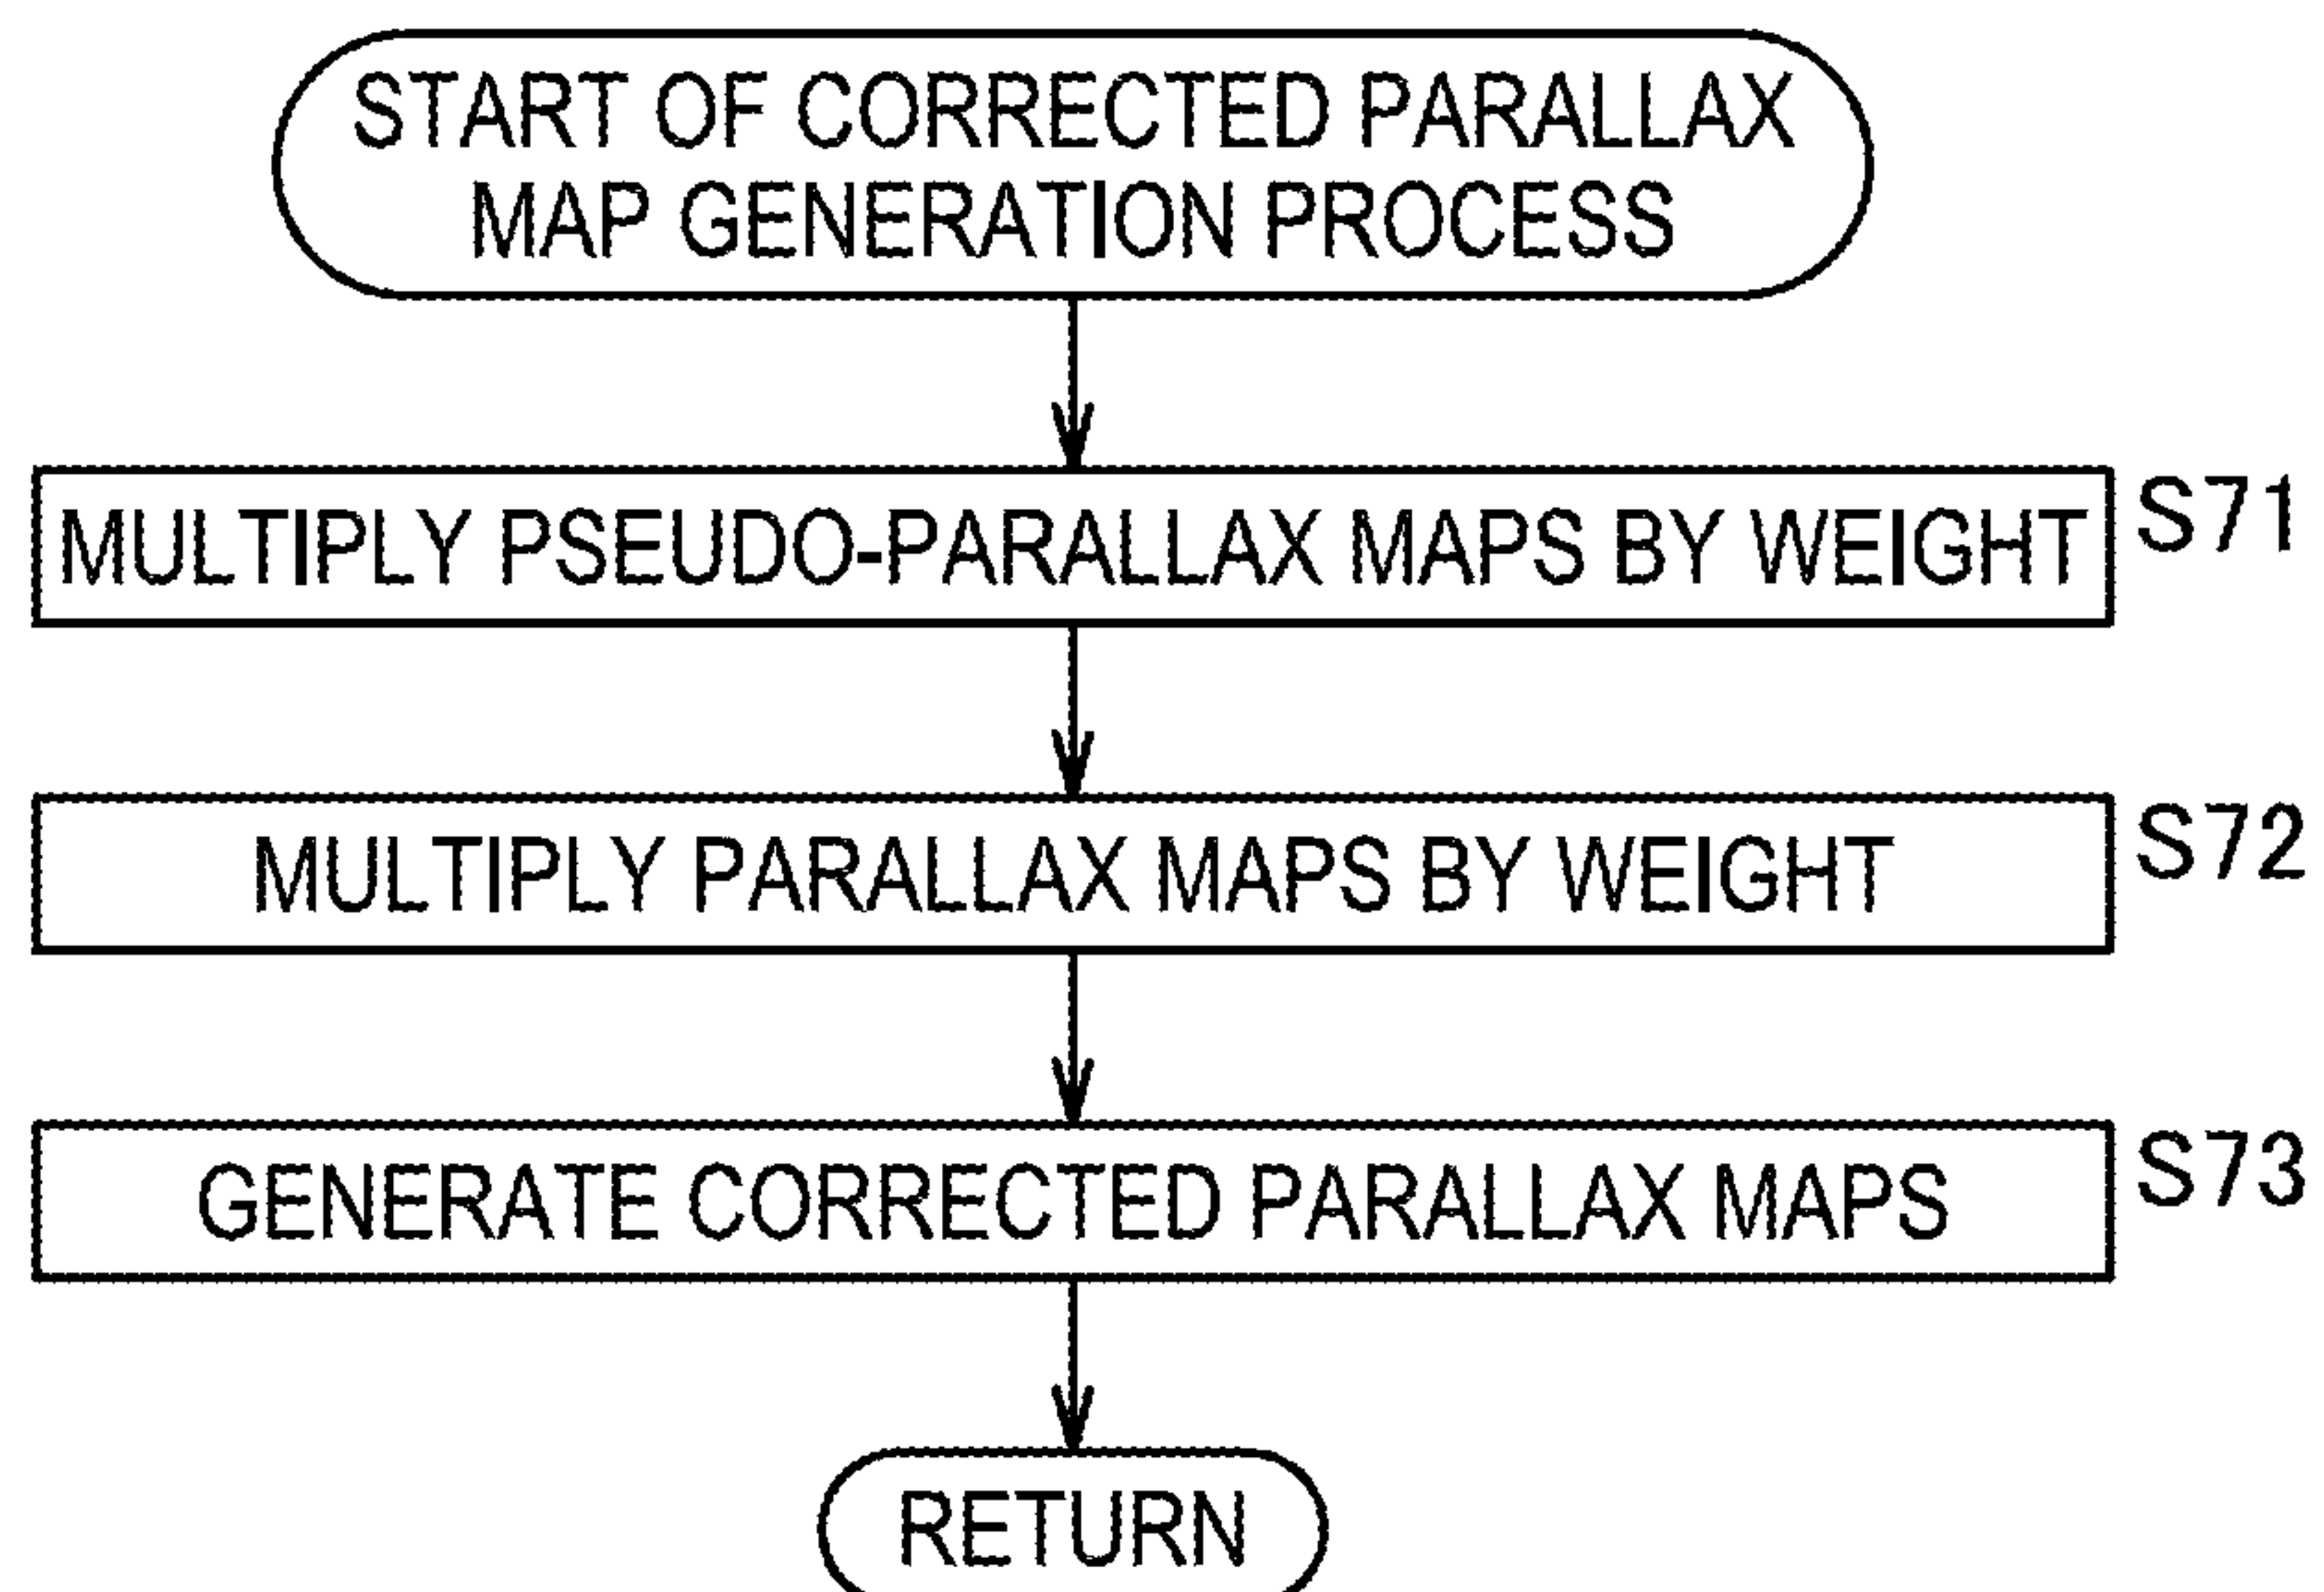 START OF CORRECTED PARALLAX
MAP GENERATION PROCESS
MULTIPLY PSEUDO-PARALLAX MAPS BY WEIGHT
S71
MULTIPLY PARALLAX MAPS BY WEIGHT
S72
GENERATE CORRECTED PARALLAX MAPS
S73
RETURN